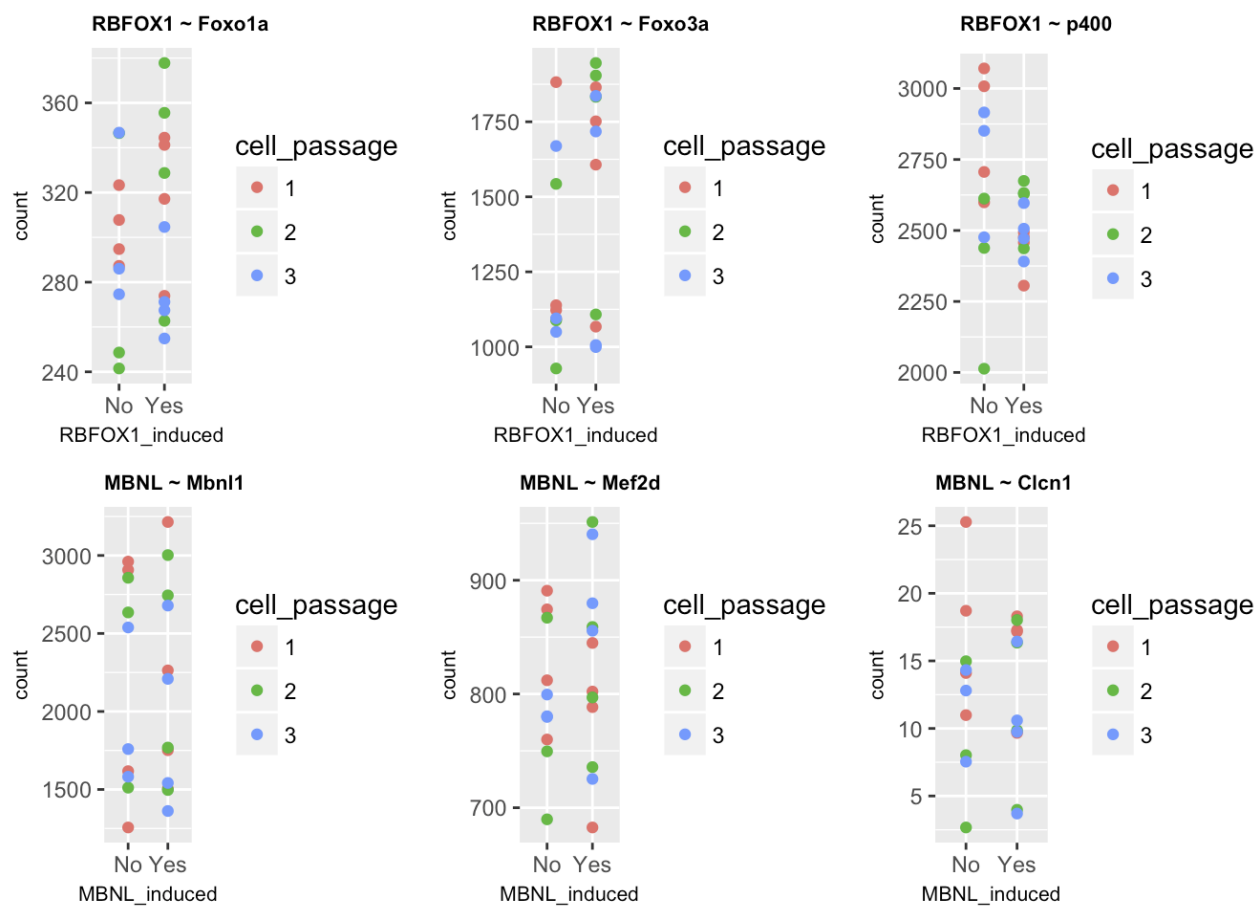 RBFOX1 ~ Foxo1a
360
320
280
240
count
No Yes
RBFOX1_induced
cell_passage
1
2
3
RBFOX1 ~ Foxo3a
1750
1500
1250
1000
count
No Yes
RBFOX1_induced
cell_passage
1
2
3
RBFOX1 ~ p400
3000
2750
2500
2250
2000
count
No Yes
RBFOX1_induced
cell_passage
1
2
3
MBNL ~ Mbnl1
3000
2500
2000
1500
count
No Yes
MBNL_induced
cell_passage
1
2
3
MBNL ~ Mef2d
900
800
700
count
No Yes
MBNL_induced
cell_passage
1
2
3
MBNL ~ Clcn1
25
20
15
10
5
count
No Yes
MBNL_induced
cell_passage
1
2
3